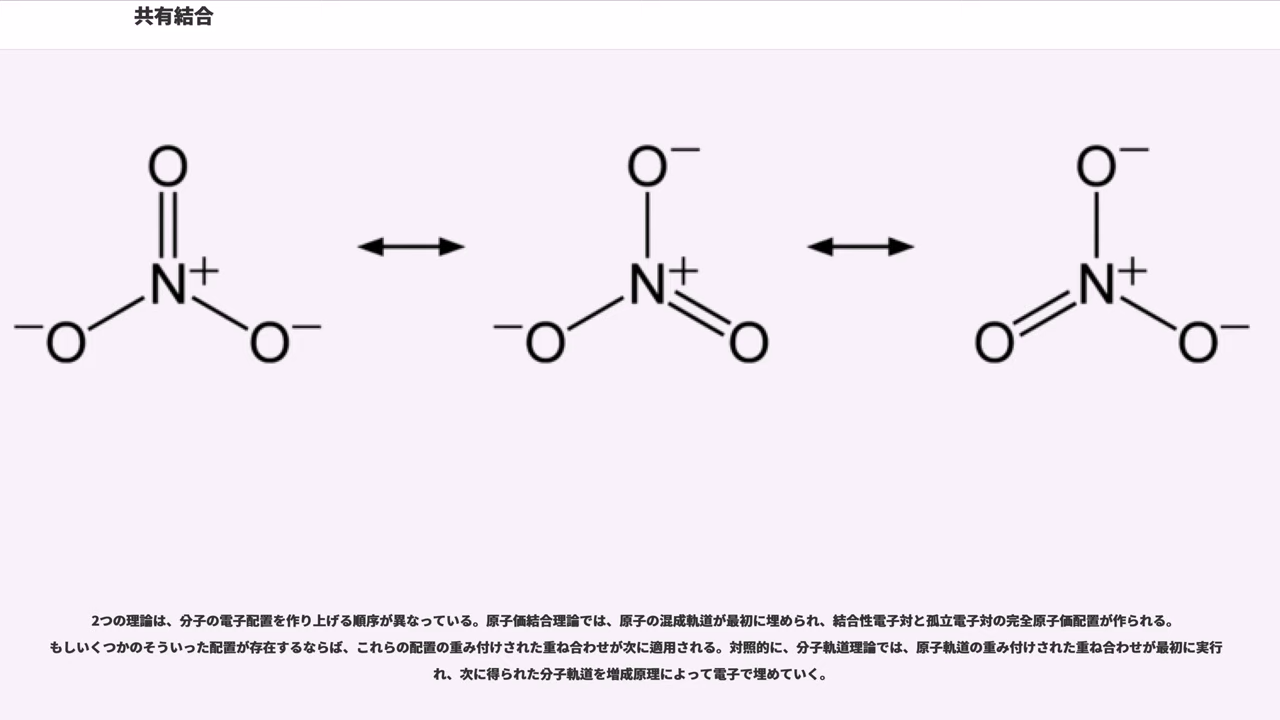 共有結合
O O⁻ O⁻
N⁺ N⁺ N⁺
⁻O O⁻ ⁻O O O O⁻
2つの理論は、分子の電子配置を作り上げる順序が異なっている。原子価結合理論では、原子の混成軌道が最初に埋められ、結合性電子対と孤立電子対の完全原子価配置が作られる。
もしいくつかのそういった配置が存在するならば、これらの配置の重み付けされた重ね合わせが次に適用される。対照的に、分子軌道理論では、原子軌道の重み付けされた重ね合わせが最初に実行
れ、次に得られた分子軌道を増成原理によって電子で埋めていく。